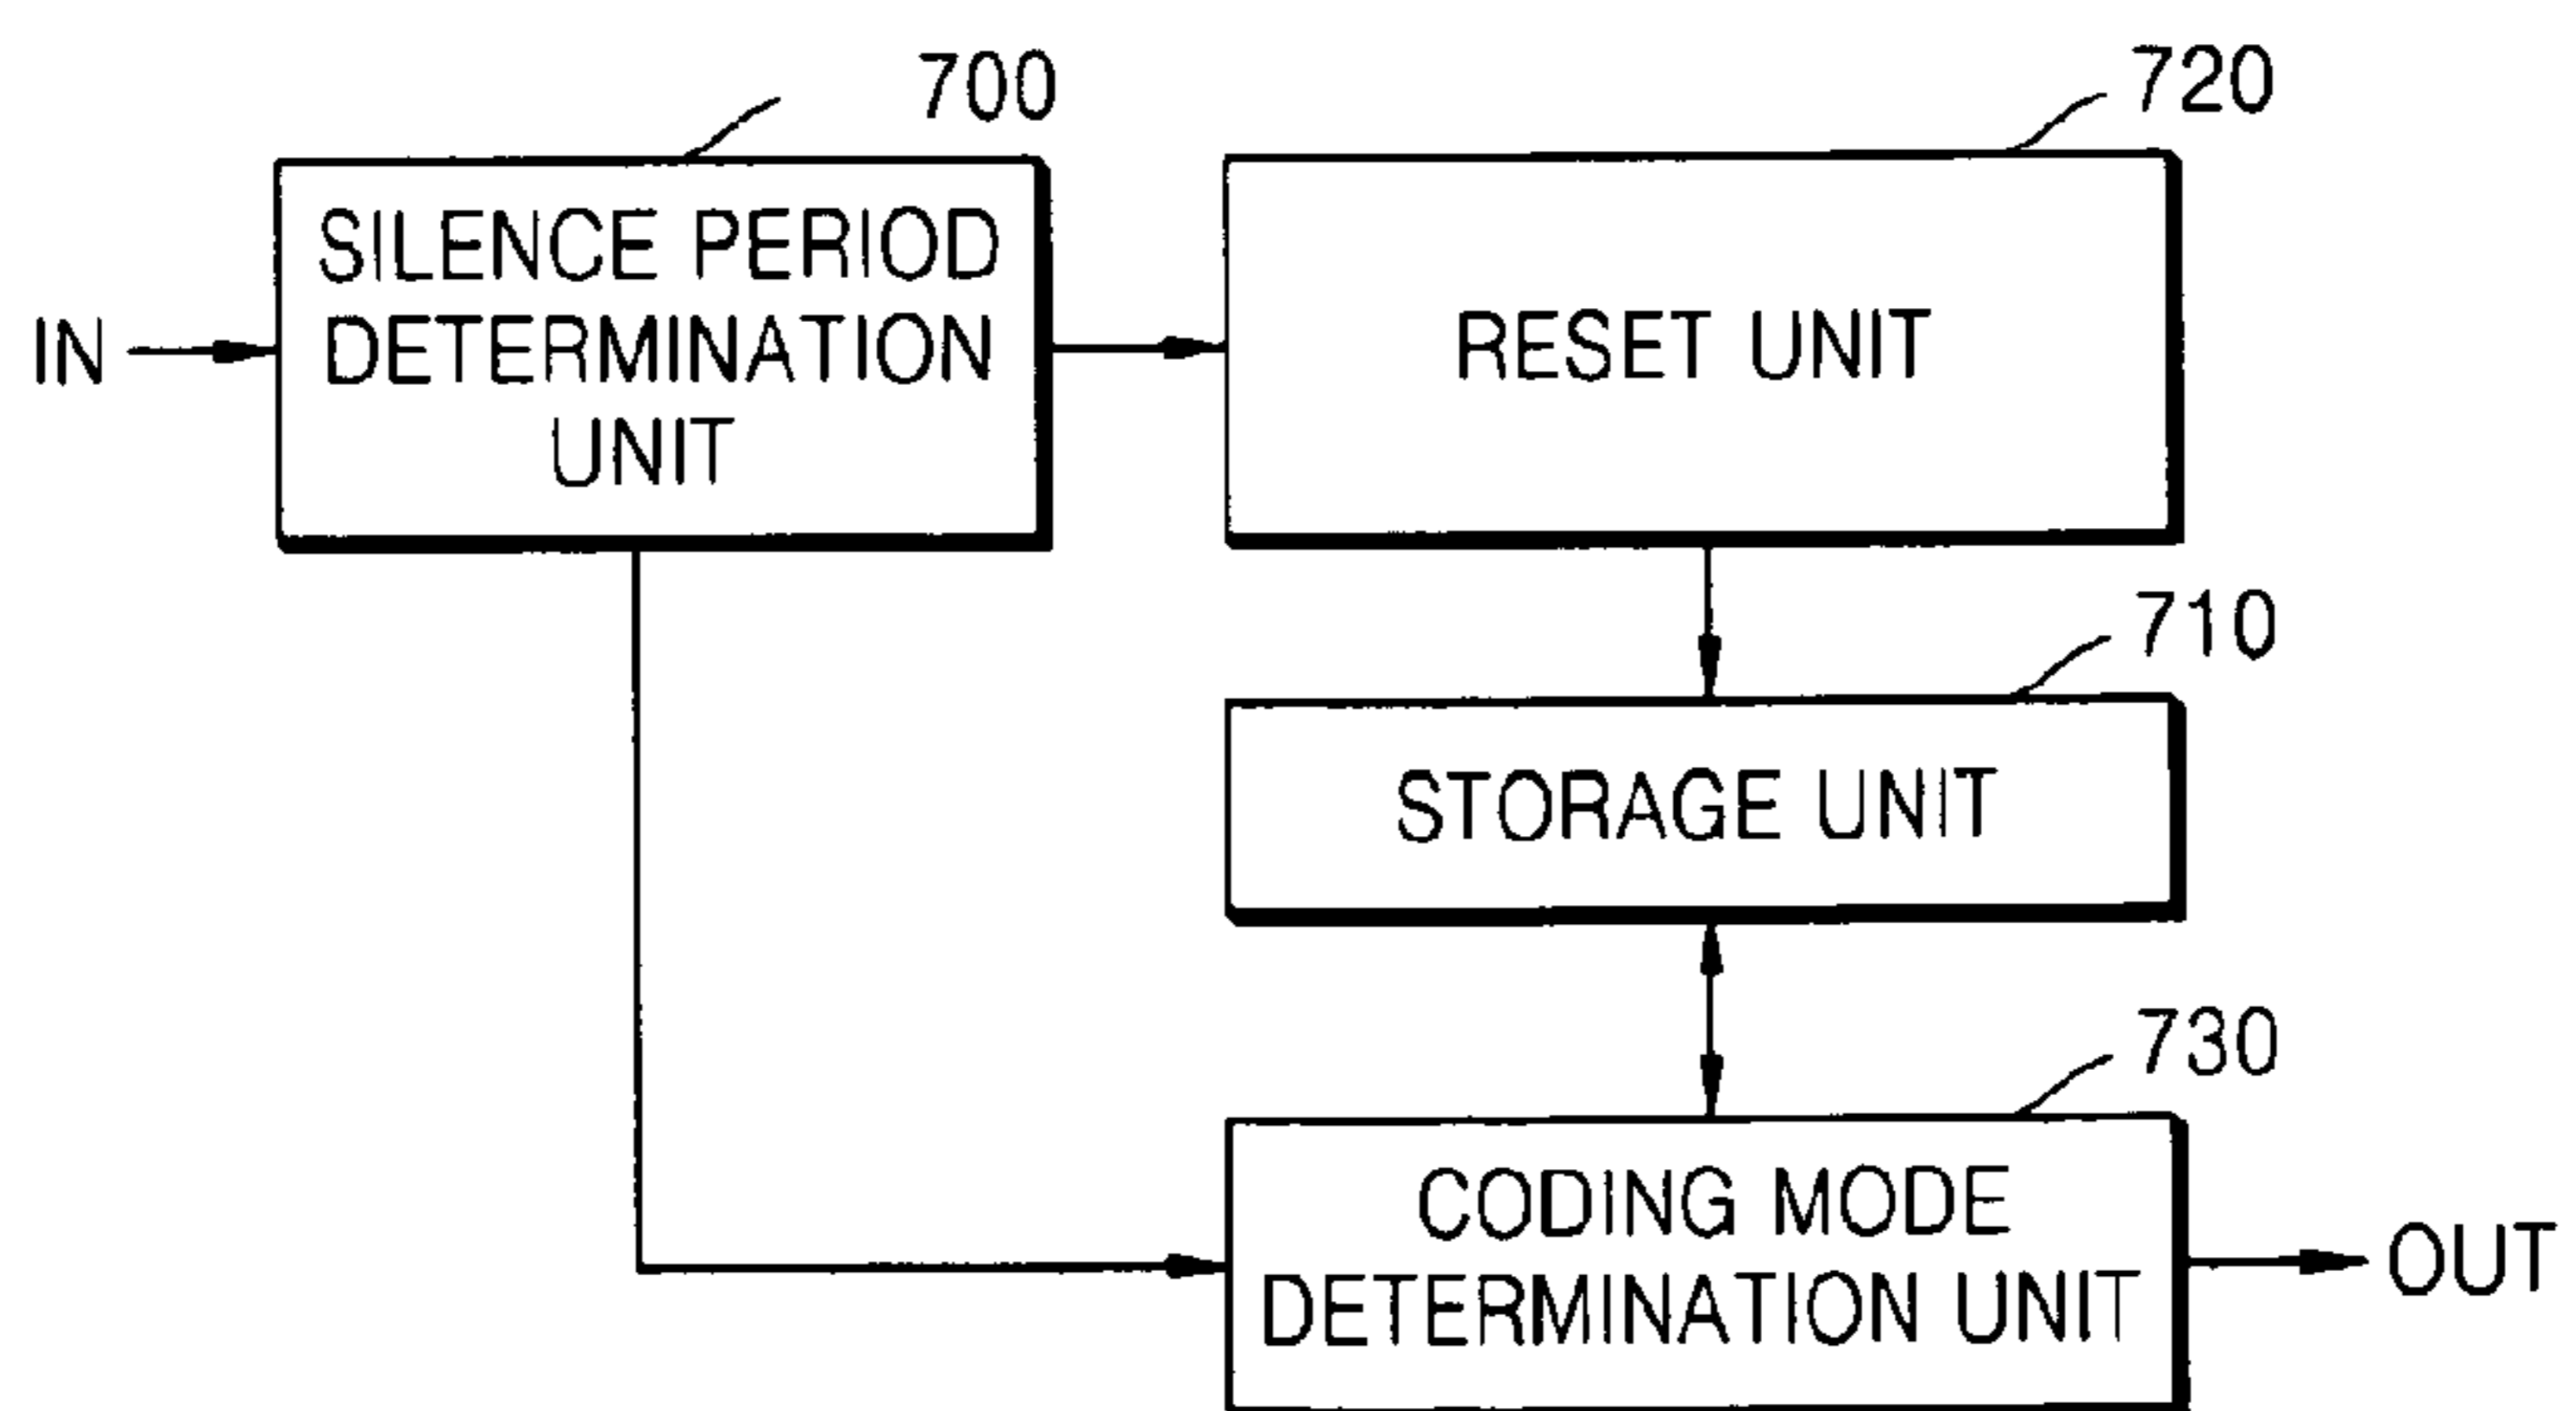 700
720
SILENCE PERIOD
DETERMINATION
UNIT
IN
RESET UNIT
710
STORAGE UNIT
730
CODING MODE
DETERMINATION UNIT
OUT